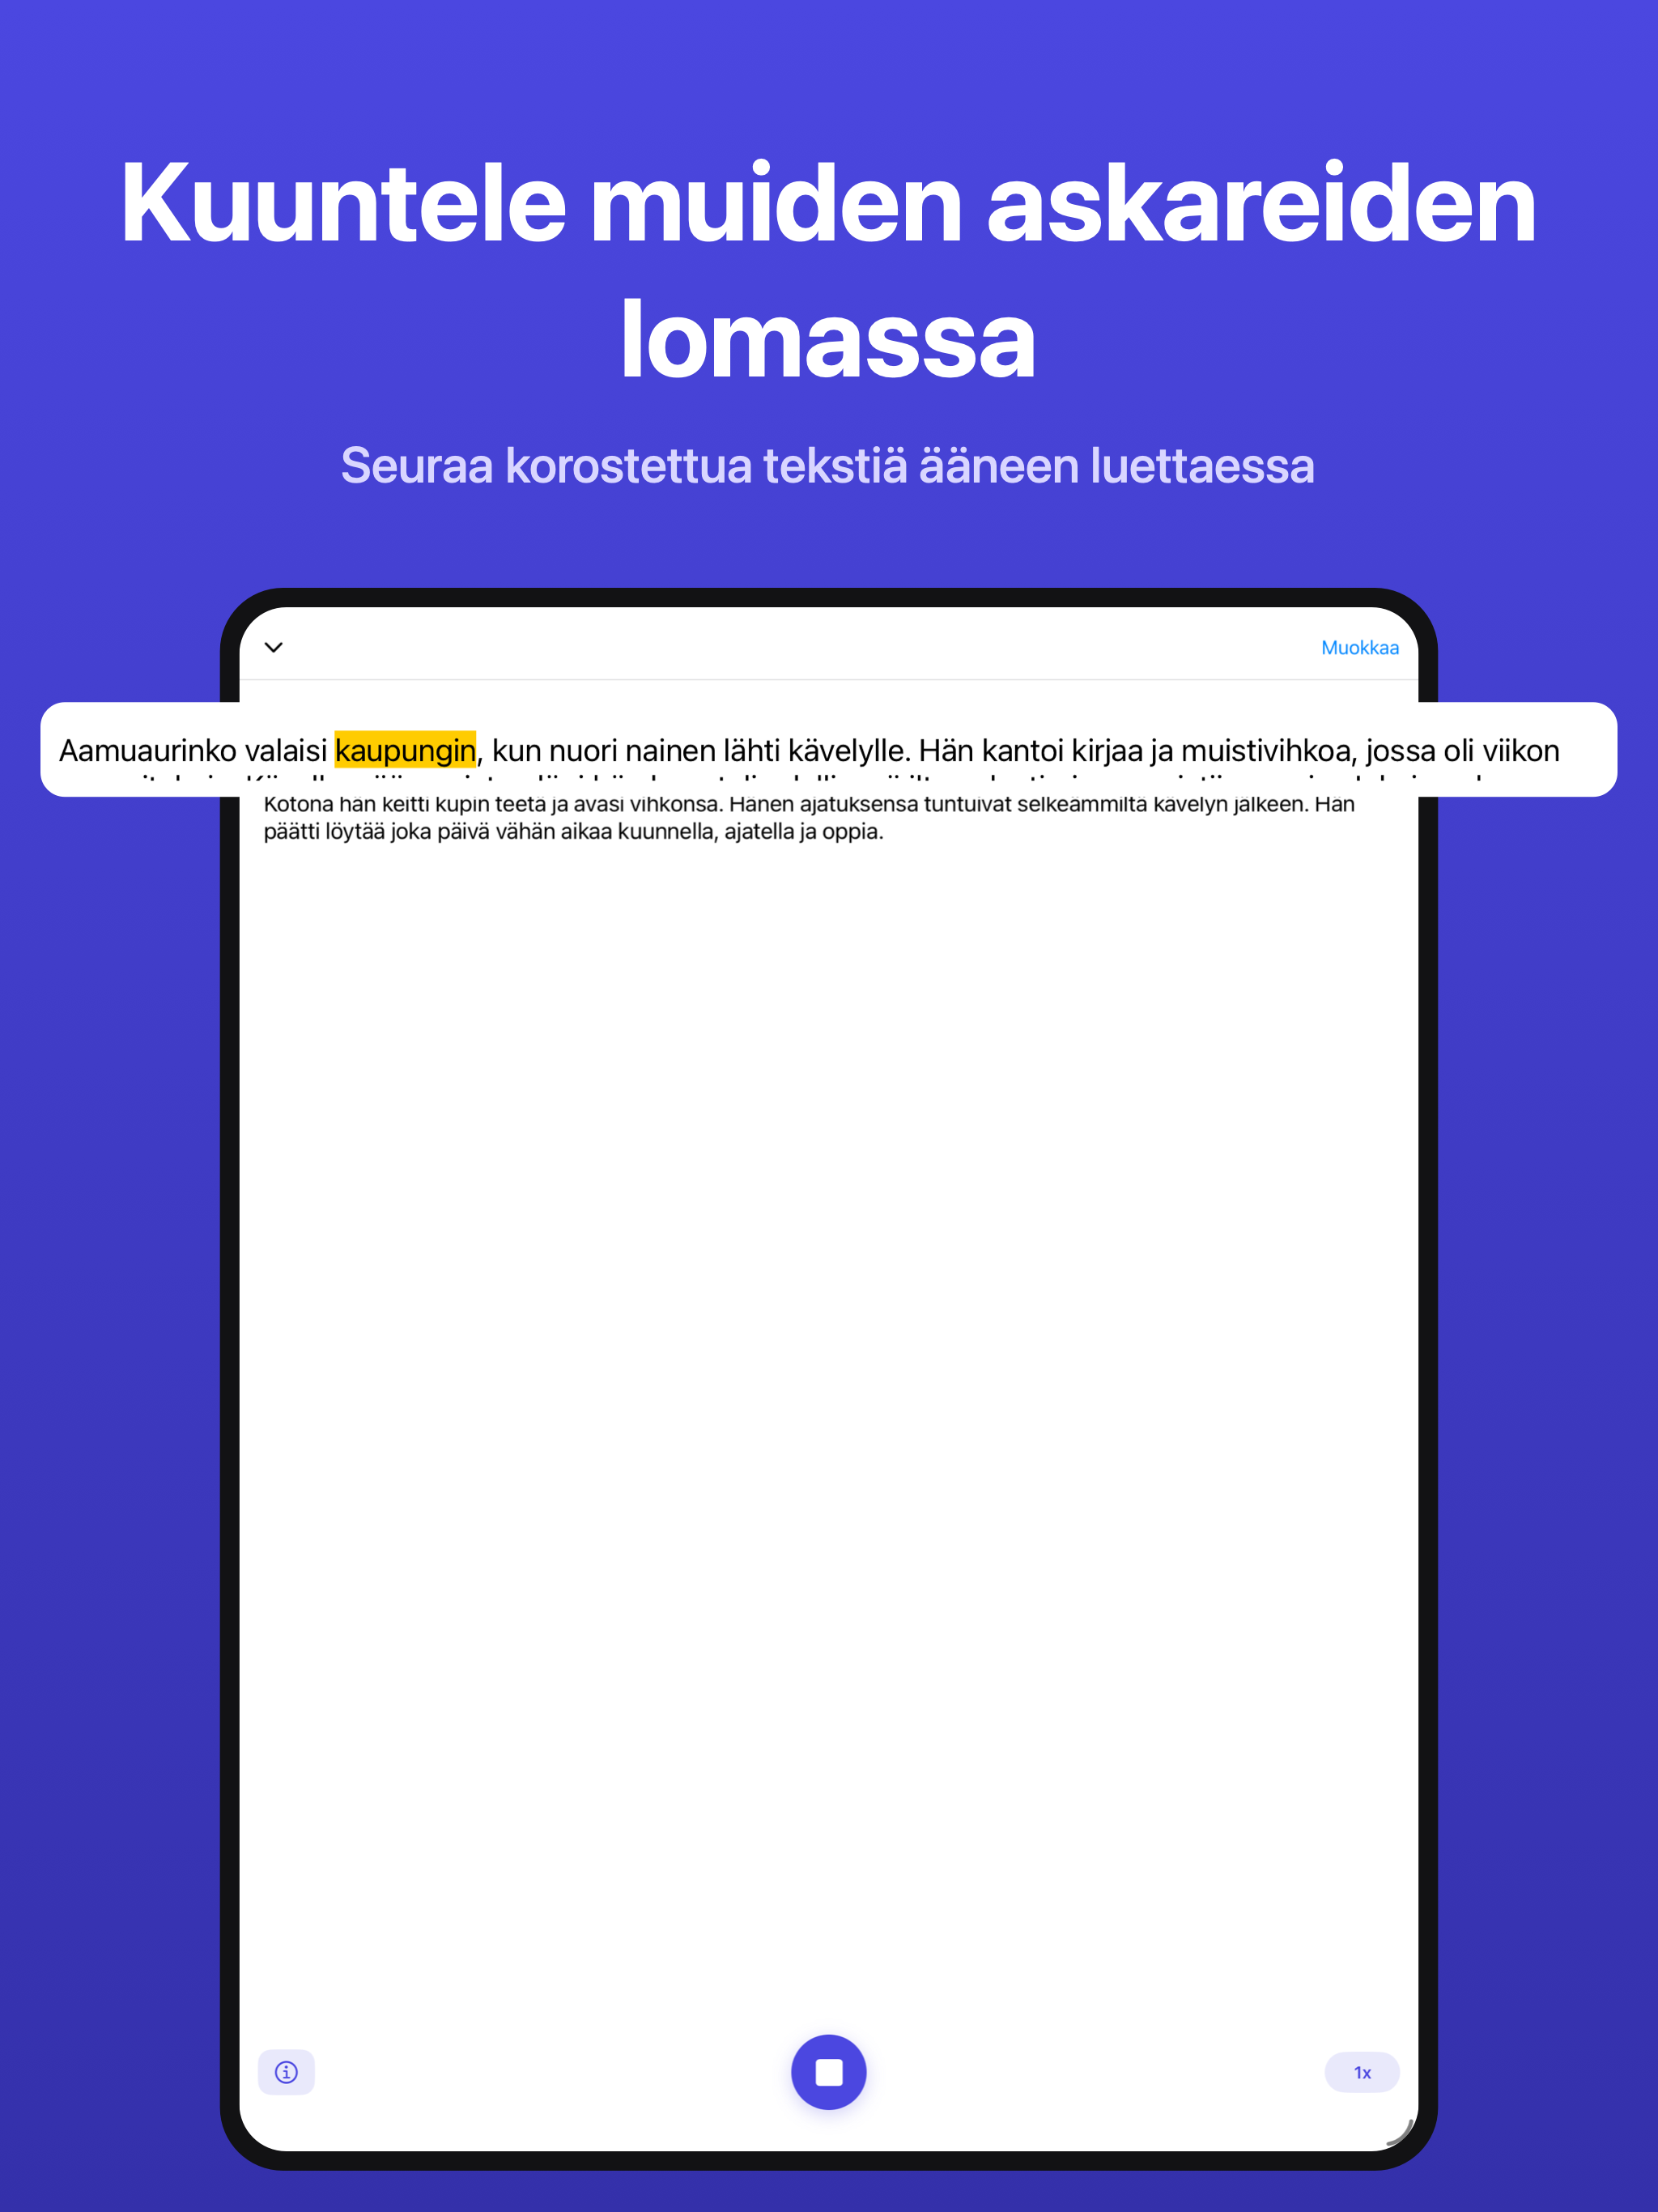 Kuuntele muiden askareiden
lomassa
Seuraa korostettua tekstiä ääneen luettaessa
Muokkaa
Aamuaurinko valaisi kaupungin, kun nuori nainen lähti kävelylle. Hän kantoi kirjaa ja muistivihkoa, jossa oli viikon
Kotona hän keitti kupin teetä ja avasi vihkonsa. Hänen ajatuksensa tuntuivat selkeämmiltä kävelyn jälkeen. Hän
päätti löytää joka päivä vähän aikaa kuunnella, ajatella ja oppia.
1x